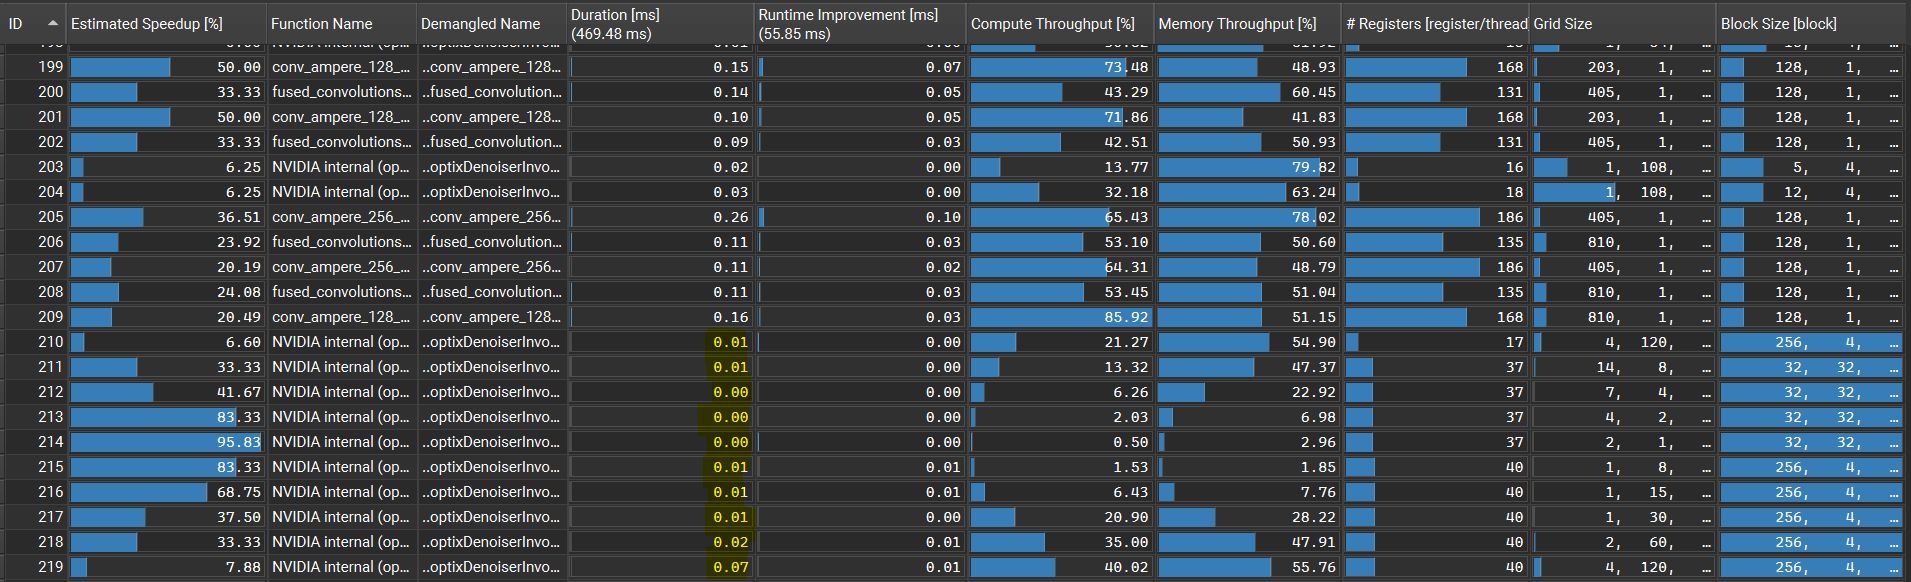 ID Estimated Speedup [%] Function Name Demangled Name Duration [ms] (469.48 ms) Runtime Improvement [ms] (55.85 ms) Compute Throughput [%] Memory Throughput [%] # Registers [register/thread Grid Size Block Size [block]
199 50.00 conv_ampere_128_... ..conv_ampere_128... 0.15 0.07 73.48 48.93 168 203, 1, ... 128, 1, ...
200 33.33 fused_convolutions... ..fused_convolution... 0.14 0.05 43.29 60.45 131 405, 1, ... 128, 1, ...
201 50.00 conv_ampere_128_... ..conv_ampere_128... 0.10 0.05 71.86 41.83 168 203, 1, ... 128, 1, ...
202 33.33 fused_convolutions... ..fused_convolution... 0.09 0.03 42.51 50.93 131 405, 1, ... 128, 1, ...
203 6.25 NVIDIA internal (op... ..optixDenoiserInvo... 0.02 0.00 13.77 79.82 16 1, 108, ... 5, 4, ...
204 6.25 NVIDIA internal (op... ..optixDenoiserInvo... 0.03 0.00 32.18 63.24 18 1, 108, ... 12, 4, ...
205 36.51 conv_ampere_256_... ..conv_ampere_256... 0.26 0.10 65.43 78.02 186 405, 1, ... 128, 1, ...
206 23.92 fused_convolutions... ..fused_convolution... 0.11 0.03 53.10 50.60 135 810, 1, ... 128, 1, ...
207 20.19 conv_ampere_256_... ..conv_ampere_256... 0.11 0.02 64.31 48.79 186 405, 1, ... 128, 1, ...
208 24.08 fused_convolutions... ..fused_convolution... 0.11 0.03 53.45 51.04 135 810, 1, ... 128, 1, ...
209 20.49 conv_ampere_128_... ..conv_ampere_128... 0.16 0.03 85.92 51.15 168 810, 1, ... 128, 1, ...
210 6.60 NVIDIA internal (op... ..optixDenoiserInvo... 0.01 0.00 21.27 54.90 17 4, 120, ... 256, 4, ...
211 33.33 NVIDIA internal (op... ..optixDenoiserInvo... 0.01 0.00 13.32 47.37 37 14, 8, ... 32, 32, ...
212 41.67 NVIDIA internal (op... ..optixDenoiserInvo... 0.00 0.00 6.26 22.92 37 7, 4, ... 32, 32, ...
213 83.33 NVIDIA internal (op... ..optixDenoiserInvo... 0.00 0.00 2.03 6.98 37 4, 2, ... 32, 32, ...
214 95.83 NVIDIA internal (op... ..optixDenoiserInvo... 0.00 0.00 0.50 2.96 37 2, 1, ... 32, 32, ...
215 83.33 NVIDIA internal (op... ..optixDenoiserInvo... 0.01 0.01 1.53 1.85 40 1, 8, ... 256, 4, ...
216 68.75 NVIDIA internal (op... ..optixDenoiserInvo... 0.01 0.01 6.43 7.76 40 1, 15, ... 256, 4, ...
217 37.50 NVIDIA internal (op... ..optixDenoiserInvo... 0.01 0.00 20.90 28.22 40 1, 30, ... 256, 4, ...
218 33.33 NVIDIA internal (op... ..optixDenoiserInvo... 0.02 0.01 35.00 47.91 40 2, 60, ... 256, 4, ...
219 7.88 NVIDIA internal (op... ..optixDenoiserInvo... 0.07 0.01 40.02 55.76 40 4, 120, ... 256, 4, ...